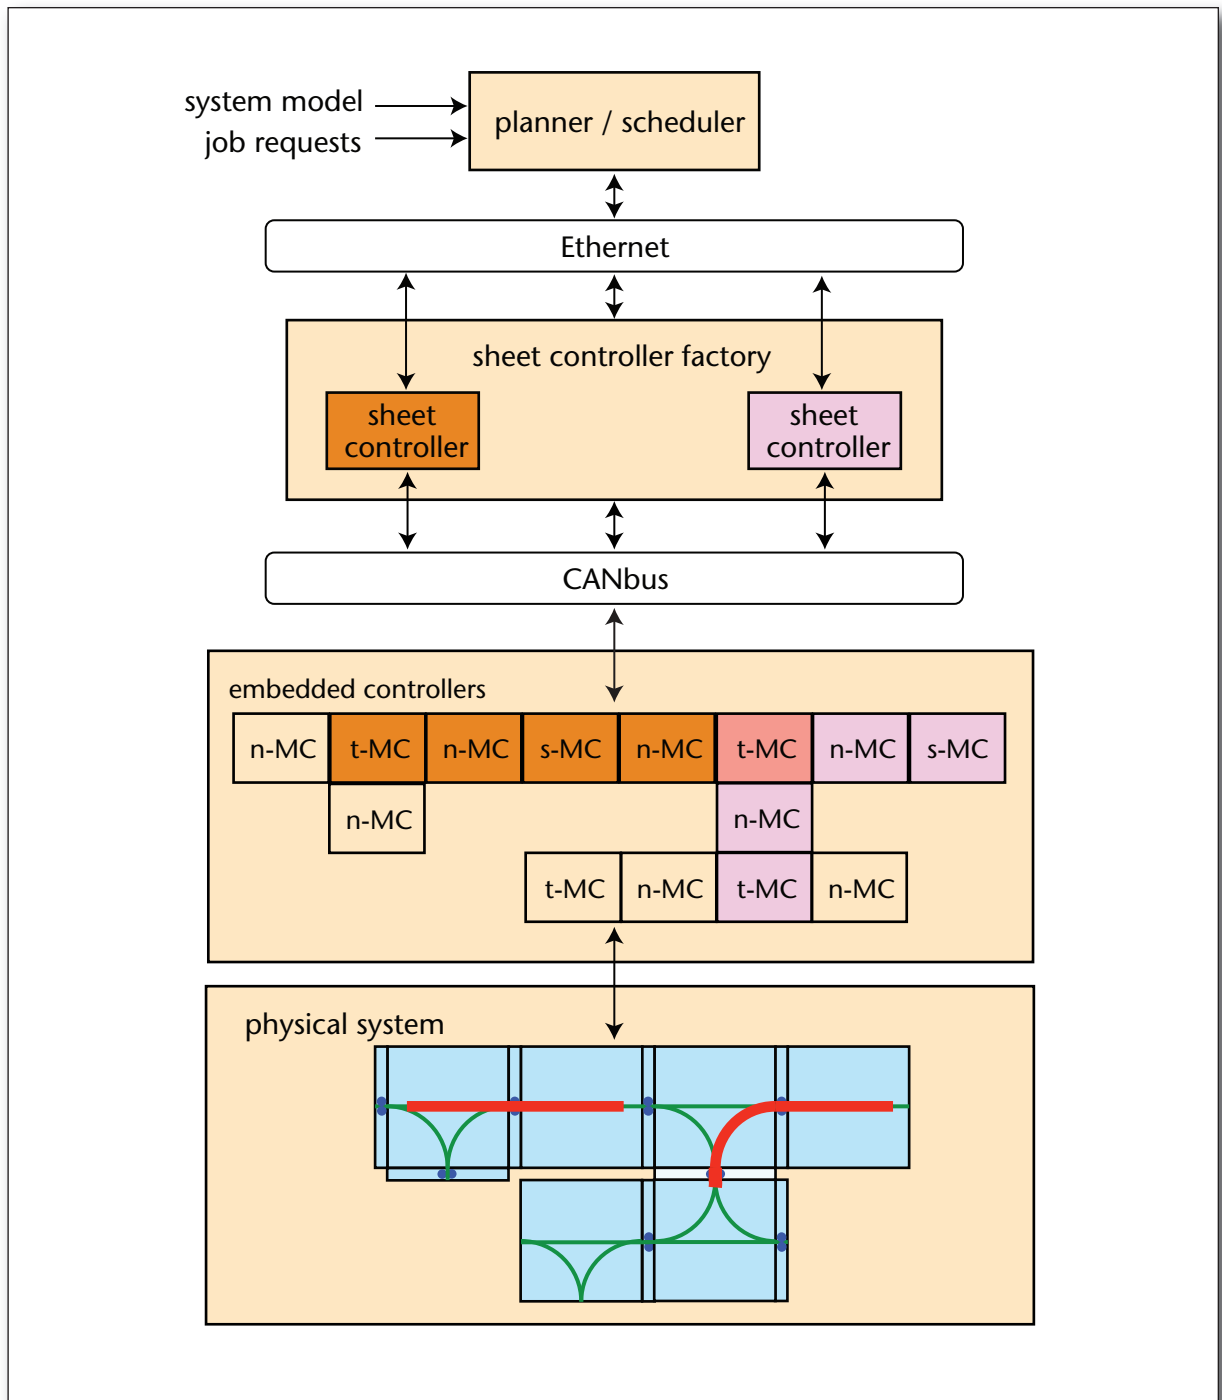 system model
job requests
planner / scheduler
Ethernet
sheet controller factory
sheet
controller
sheet
controller
CANbus
embedded controllers
n-MC t-MC n-MC s-MC n-MC t-MC n-MC s-MC
n-MC n-MC
t-MC n-MC t-MC n-MC
physical system